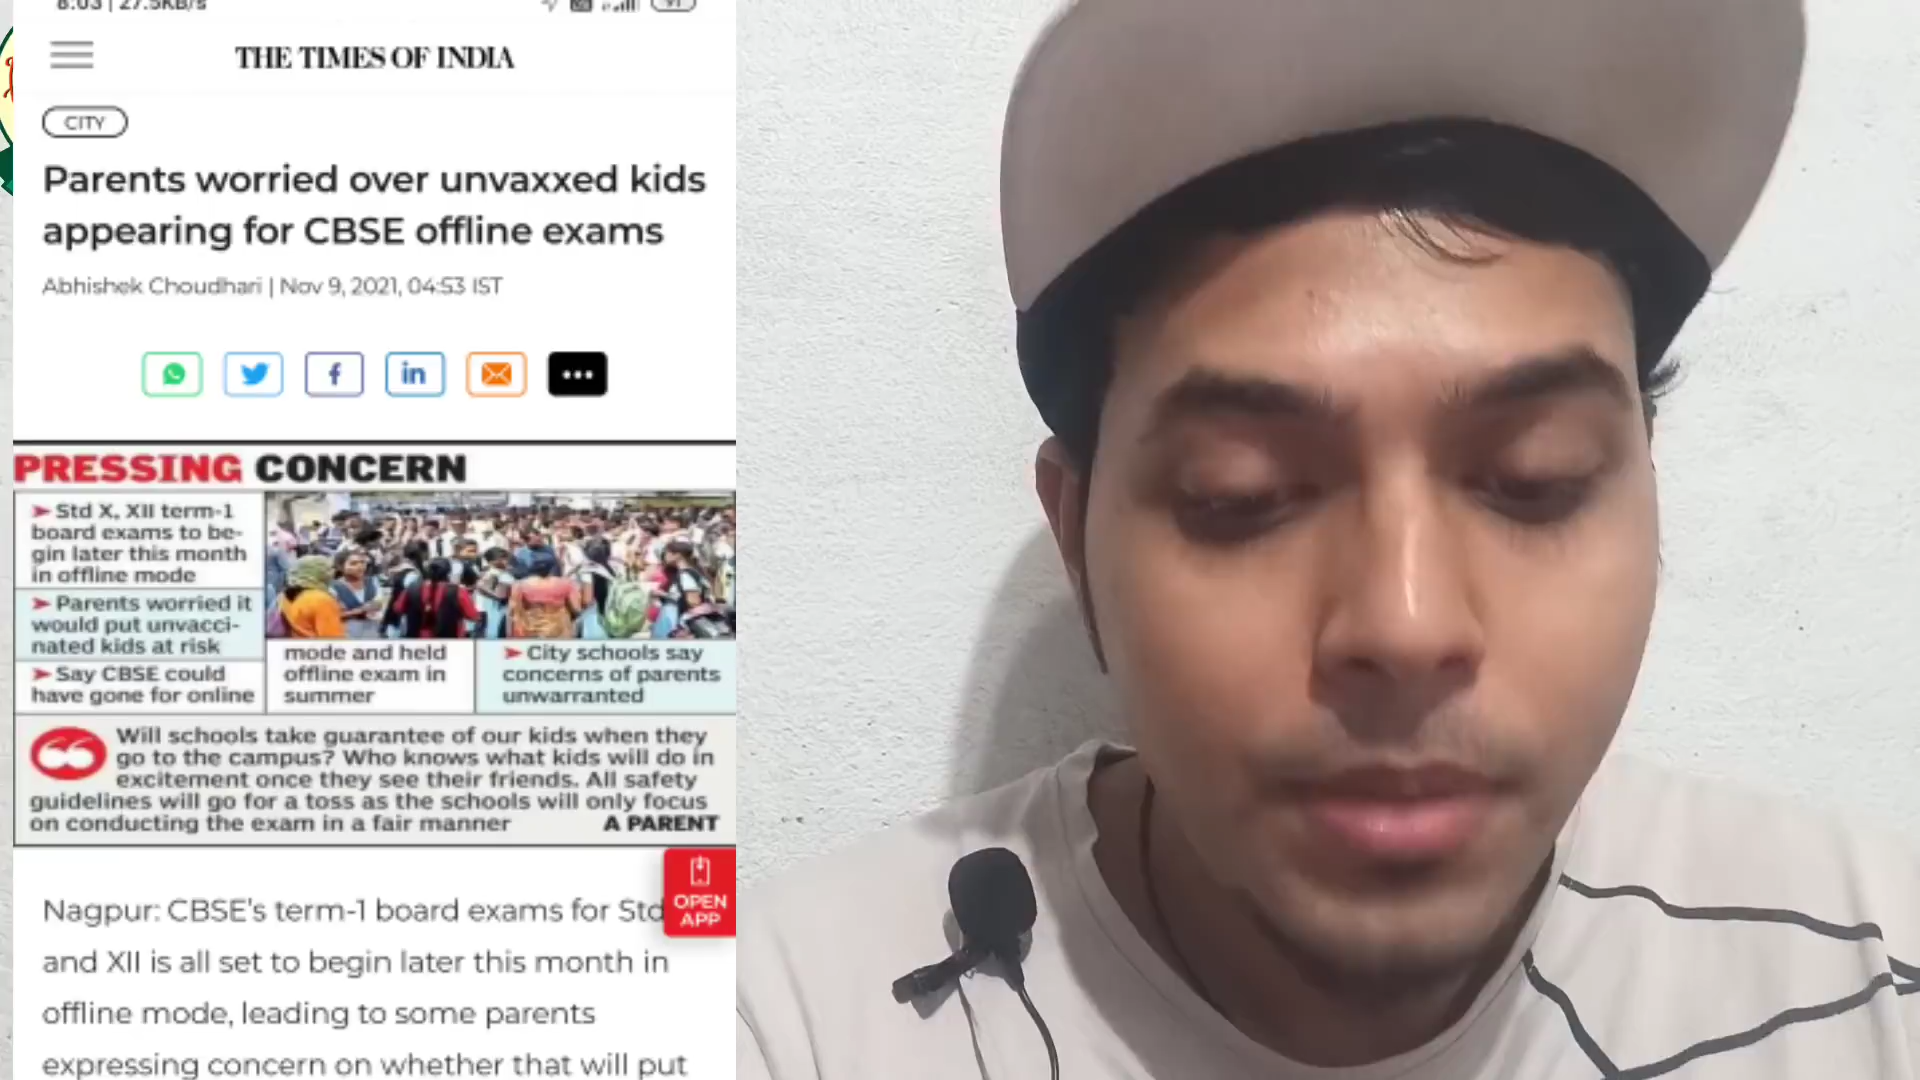 8:03 | 27.5KB/s
THE TIMES OF INDIA
CITY
Parents worried over unvaxxed kids
appearing for CBSE offline exams
Abhishek Choudhari | Nov 9, 2021, 04:53 IST
PRESSING CONCERN
Std X, XII term-1
board exams to be-
gin later this month
in offline mode
Parents worried it
would put unvacci-
nated kids at risk
Say CBSE could
have gone for online
mode and held
offline exam in
summer
City schools say
concerns of parents
unwarranted
Will schools take guarantee of our kids when they
go to the campus? Who knows what kids will do in
excitement once they see their friends. All safety
guidelines will go for a toss as the schools will only focus
on conducting the exam in a fair manner A PARENT
OPEN
APP
Nagpur: CBSE's term-1 board exams for Std
and XII is all set to begin later this month in
offline mode, leading to some parents
expressing concern on whether that will put